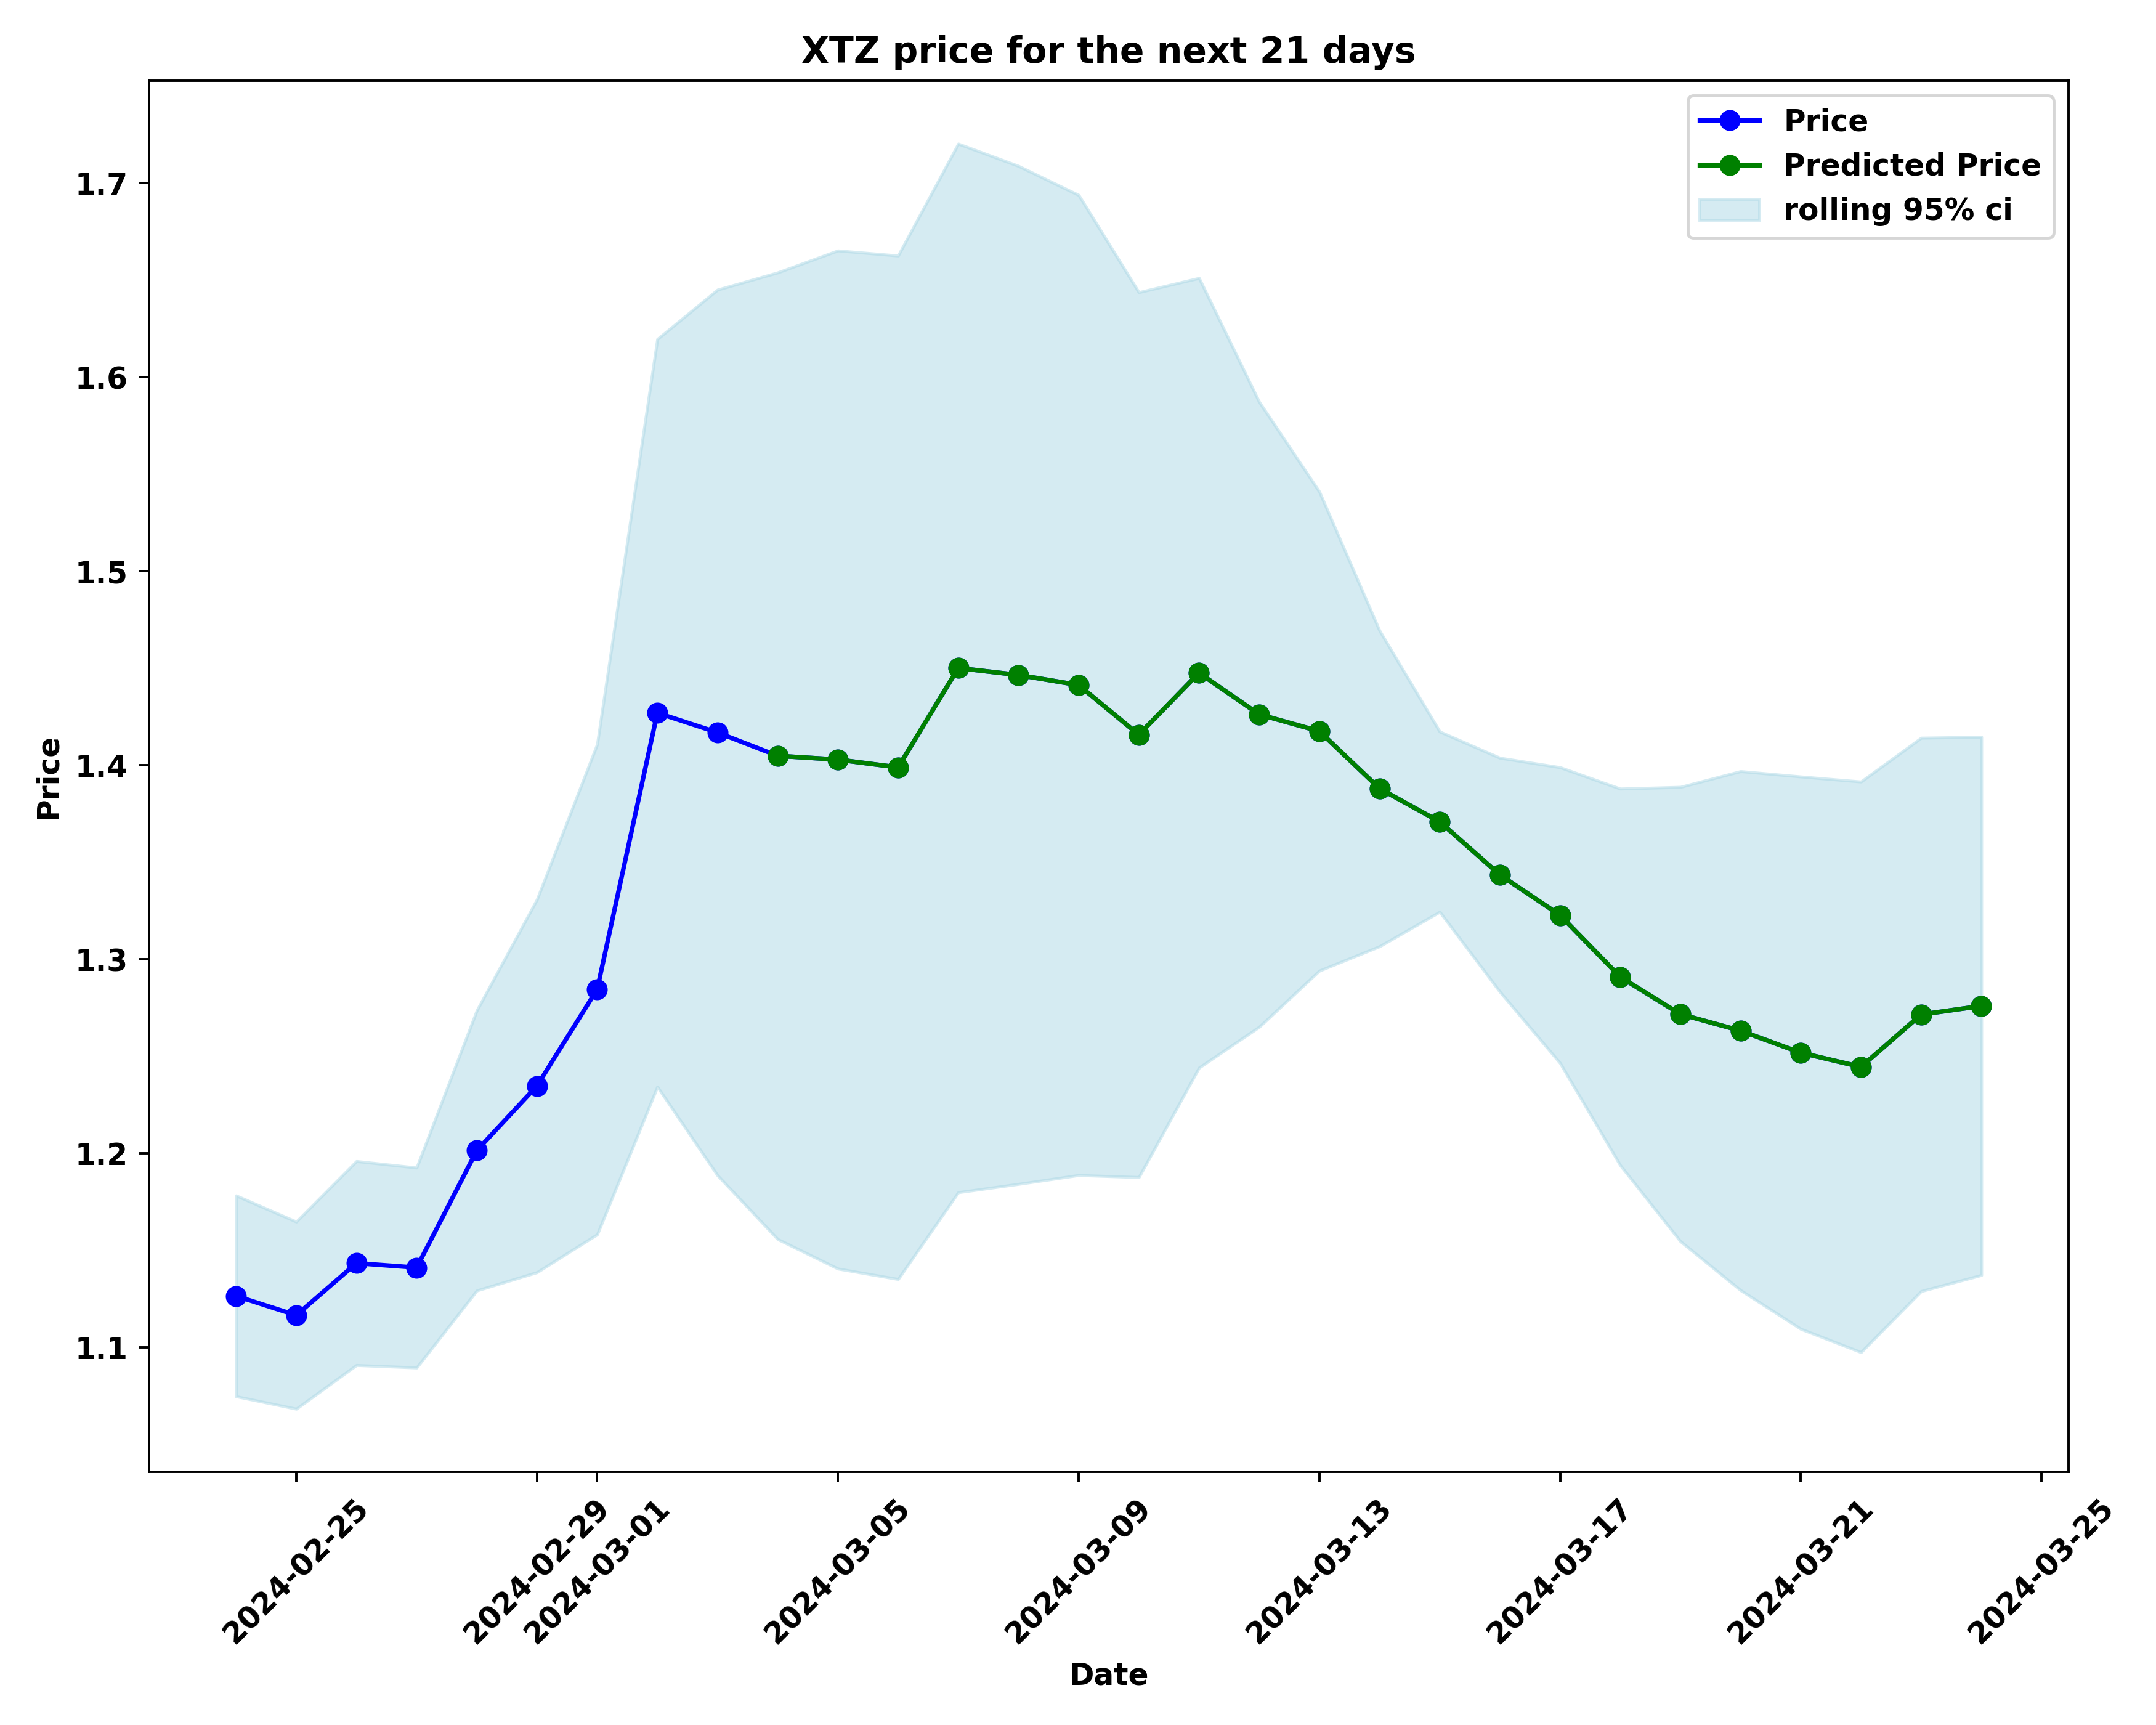 XTZ price for the next 21 days
Price
Predicted Price
rolling 95% ci
1.7
1.6
1.5
1.4
1.3
1.2
1.1
Price
2024-02-25
2024-02-29
2024-03-01
2024-03-05
2024-03-09
2024-03-13
2024-03-17
2024-03-21
2024-03-25
Date